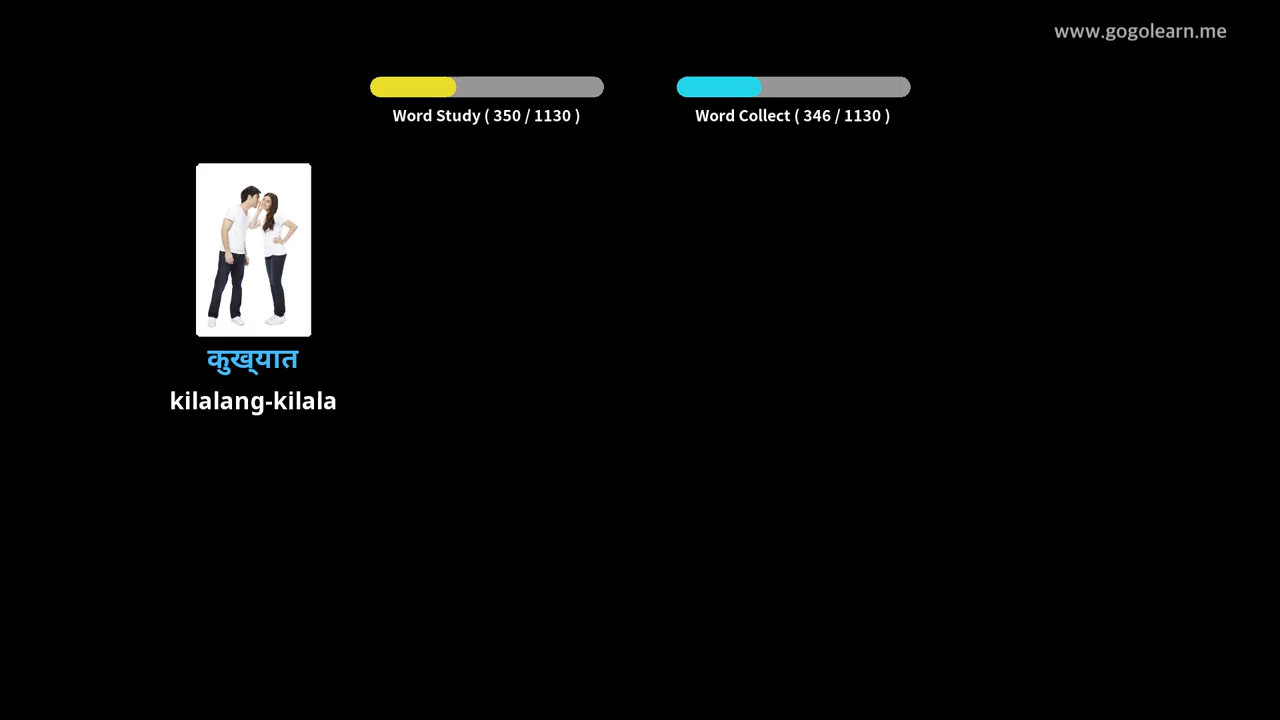 www.gogolearn.me
Word Study ( 350 / 1130 )
Word Collect ( 346 / 1130 )
कुख्यात
kilalang-kilala